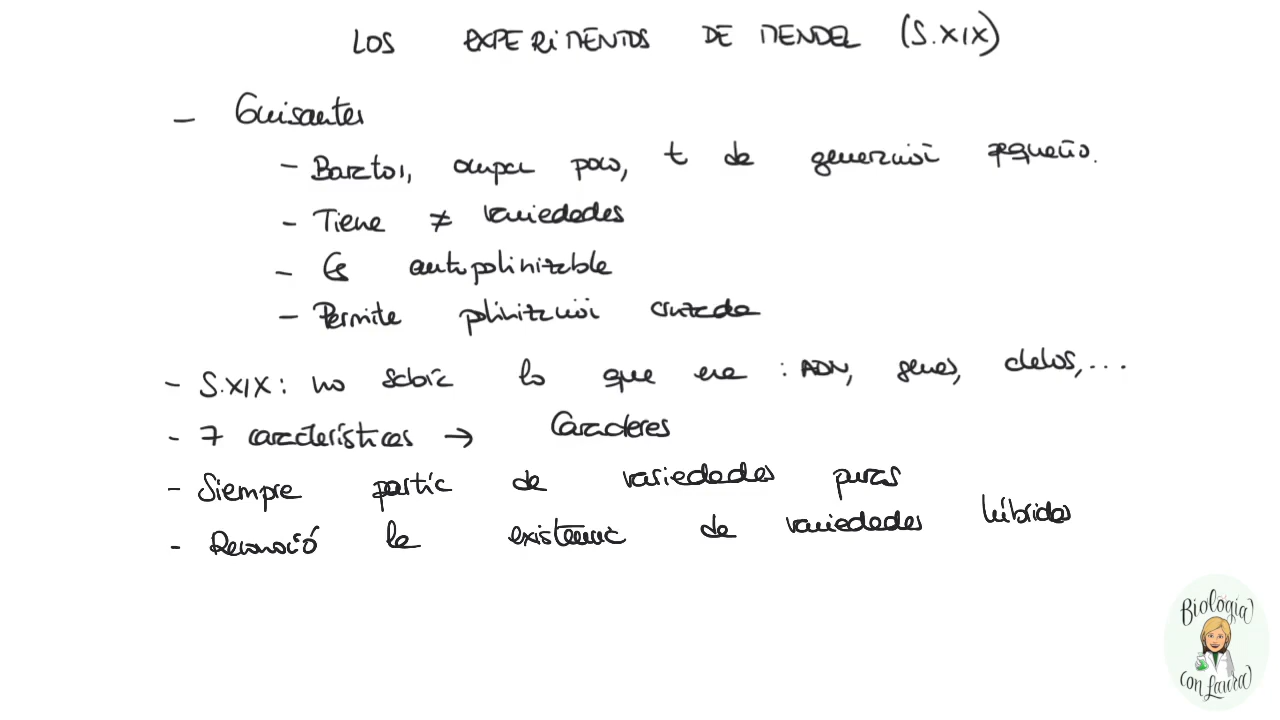 LOS EXPERIMENTOS DE MENDEL (S.XIX)
- Guisantes
- Baratos, ocupa poco, t de generación pequeño.
- Tiene ≠ variedades
- Es autopolinizable
- Permite polinización cruzada
- S.XIX: no sabía lo que era : ADN, genes, alelos,...
- 7 características → Caracteres
- Siempre partía de variedades puras
- Reconoció la existencia de variedades híbridas
Biología
con Laura